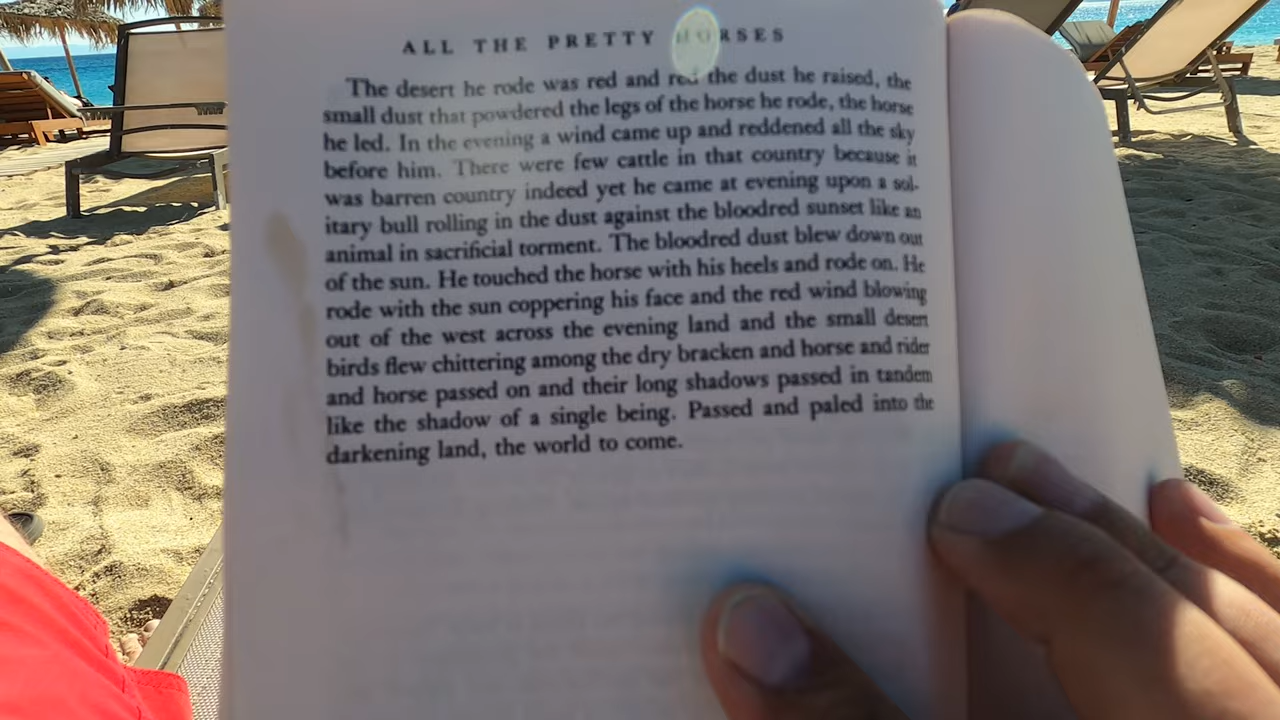 ALL THE PRETTY HORSES
The desert he rode was red and red the dust he raised, the
small dust that powdered the legs of the horse he rode, the horse
he led. In the evening a wind came up and reddened all the sky
before him. There were few cattle in that country because it
was barren country indeed yet he came at evening upon a sol-
itary bull rolling in the dust against the bloodred sunset like an
animal in sacrificial torment. The bloodred dust blew down out
of the sun. He touched the horse with his heels and rode on. He
rode with the sun coppering his face and the red wind blowing
out of the west across the evening land and the small desert
birds flew chittering among the dry bracken and horse and rider
and horse passed on and their long shadows passed in tandem
like the shadow of a single being. Passed and paled into the
darkening land, the world to come.